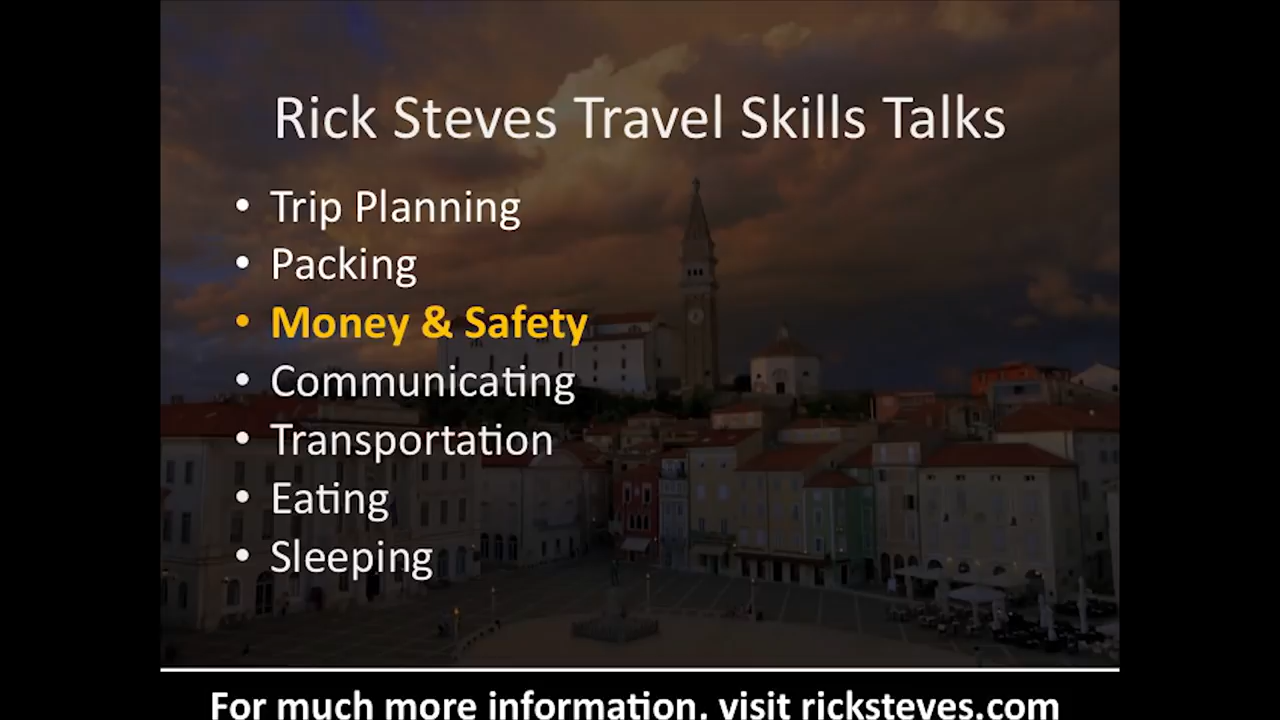 Rick Steves Travel Skills Talks
• Trip Planning
• Packing
• Money & Safety
• Communicating
• Transportation
• Eating
• Sleeping
For much more information, visit ricksteves.com